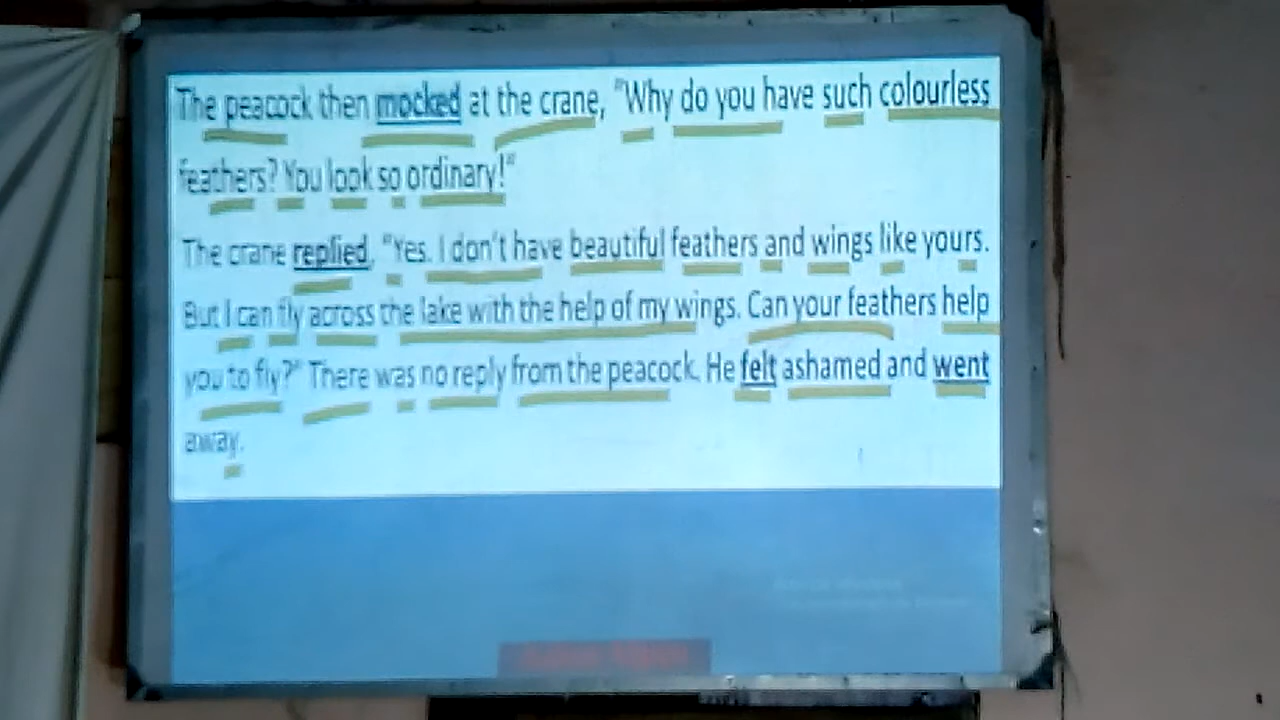 The peacock then mocked at the crane, "Why do you have such colourless
feathers? You look so ordinary!"
The crane replied, "Yes. I don't have beautiful feathers and wings like yours.
But I can fly across the lake with the help of my wings. Can your feathers help
you to fly?" There was no reply from the peacock. He felt ashamed and went
away.